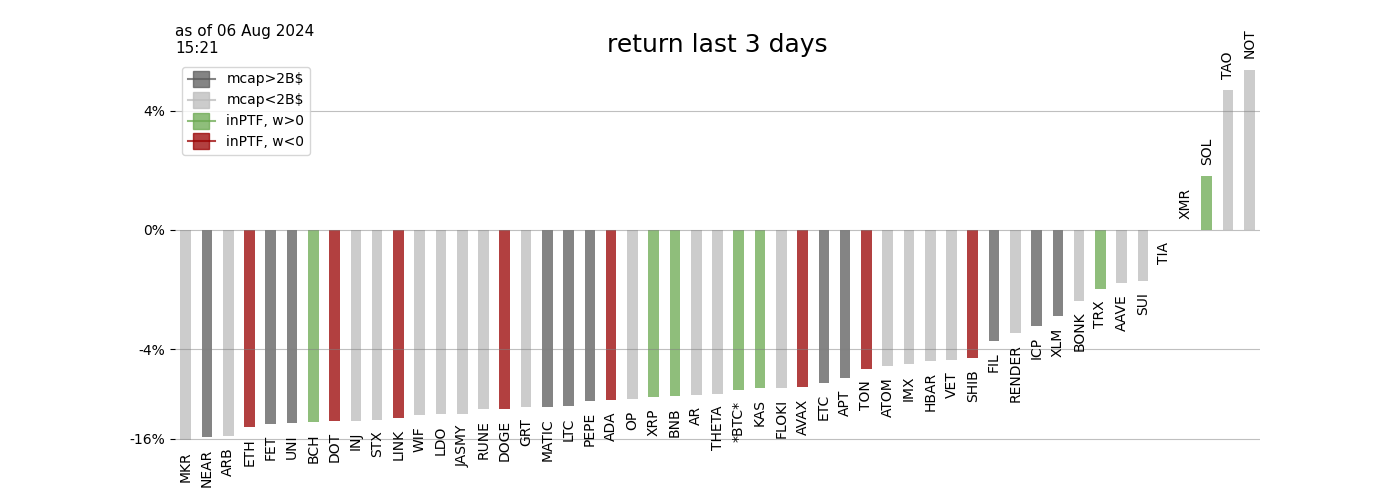 as of 06 Aug 2024
15:21
return last 3 days
mcap>2B$
mcap<2B$
inPTF, w>0
inPTF, w<0
4%
0%
-4%
-16%
MKR
NEAR
ARB
ETH
FET
UNI
BCH
DOT
INJ
STX
LINK
WIF
LDO
JASMY
RUNE
DOGE
GRT
MATIC
LTC
PEPE
ADA
OP
XRP
BNB
AR
THETA
*BTC*
KAS
FLOKI
AVAX
ETC
APT
TON
ATOM
IMX
HBAR
VET
SHIB
FIL
RENDER
ICP
XLM
BONK
TRX
AAVE
SUI
TIA
XMR
SOL
TAO
NOT